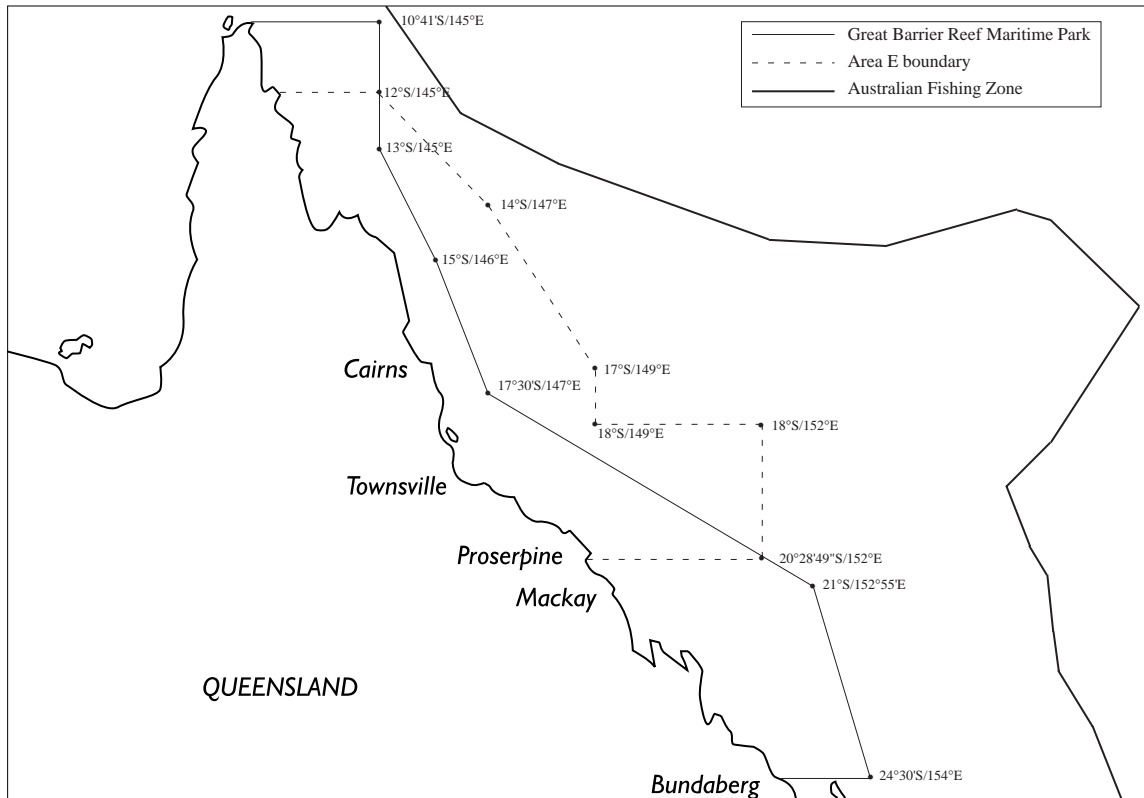 10°41'S/145°E
Great Barrier Reef Maritime Park
Area E boundary
Australian Fishing Zone
12°S/145°E
13°S/145°E
14°S/147°E
15°S/146°E
Cairns
17°S/149°E
17°30'S/147°E
18°S/149°E
18°S/152°E
Townsville
Proserpine
20°28'49"S/152°E
Mackay
21°S/152°55'E
QUEENSLAND
Bundaberg
24°30'S/154°E